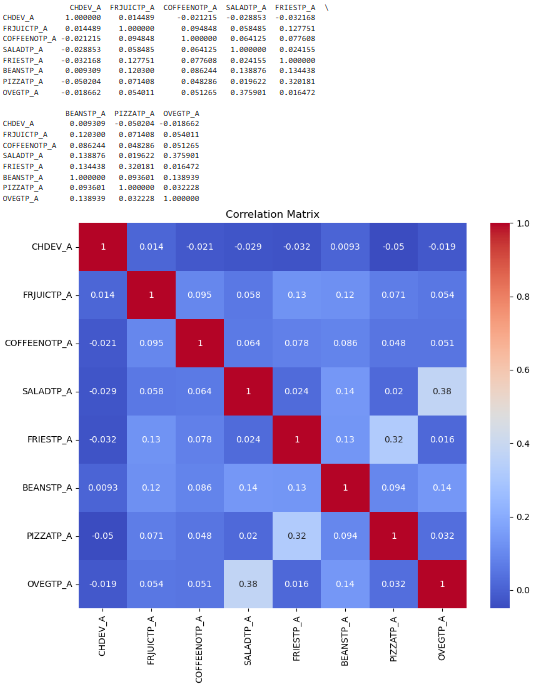 CHDEV_A FRJUICTP_A COFFEENOTP_A SALADTP_A FRIESTP_A \
CHDEV_A 1.000000 0.014489 -0.021215 -0.028853 -0.032168
FRJUICTP_A 0.014489 1.000000 0.094848 0.058485 0.127751
COFFEENOTP_A -0.021215 0.094848 1.000000 0.064125 0.077608
SALADTP_A -0.028853 0.058485 0.064125 1.000000 0.024155
FRIESTP_A -0.032168 0.127751 0.077608 0.024155 1.000000
BEANSTP_A 0.009309 0.120300 0.086244 0.138876 0.134438
PIZZATP_A -0.050204 0.071408 0.048286 0.019622 0.320181
OVEGTP_A -0.018662 0.054011 0.051265 0.375901 0.016472
BEANSTP_A PIZZATP_A OVEGTP_A
CHDEV_A 0.009309 -0.050204 -0.018662
FRJUICTP_A 0.120300 0.071408 0.054011
COFFEENOTP_A 0.086244 0.048286 0.051265
SALADTP_A 0.138876 0.019622 0.375901
FRIESTP_A 0.134438 0.320181 0.016472
BEANSTP_A 1.000000 0.093601 0.138939
PIZZATP_A 0.093601 1.000000 0.032228
OVEGTP_A 0.138939 0.032228 1.000000
Correlation Matrix
CHDEV_A 1 0.014 -0.021 -0.029 -0.032 0.0093 -0.05 -0.019
FRJUICTP_A 0.014 1 0.095 0.058 0.13 0.12 0.071 0.054
COFFEENOTP_A -0.021 0.095 1 0.064 0.078 0.086 0.048 0.051
SALADTP_A -0.029 0.058 0.064 1 0.024 0.14 0.02 0.38
FRIESTP_A -0.032 0.13 0.078 0.024 1 0.13 0.32 0.016
BEANSTP_A 0.0093 0.12 0.086 0.14 0.13 1 0.094 0.14
PIZZATP_A -0.05 0.071 0.048 0.02 0.32 0.094 1 0.032
OVEGTP_A -0.019 0.054 0.051 0.38 0.016 0.14 0.032 1
CHDEV_A FRJUICTP_A COFFEENOTP_A SALADTP_A FRIESTP_A BEANSTP_A PIZZATP_A OVEGTP_A
1.0
0.8
0.6
0.4
0.2
0.0